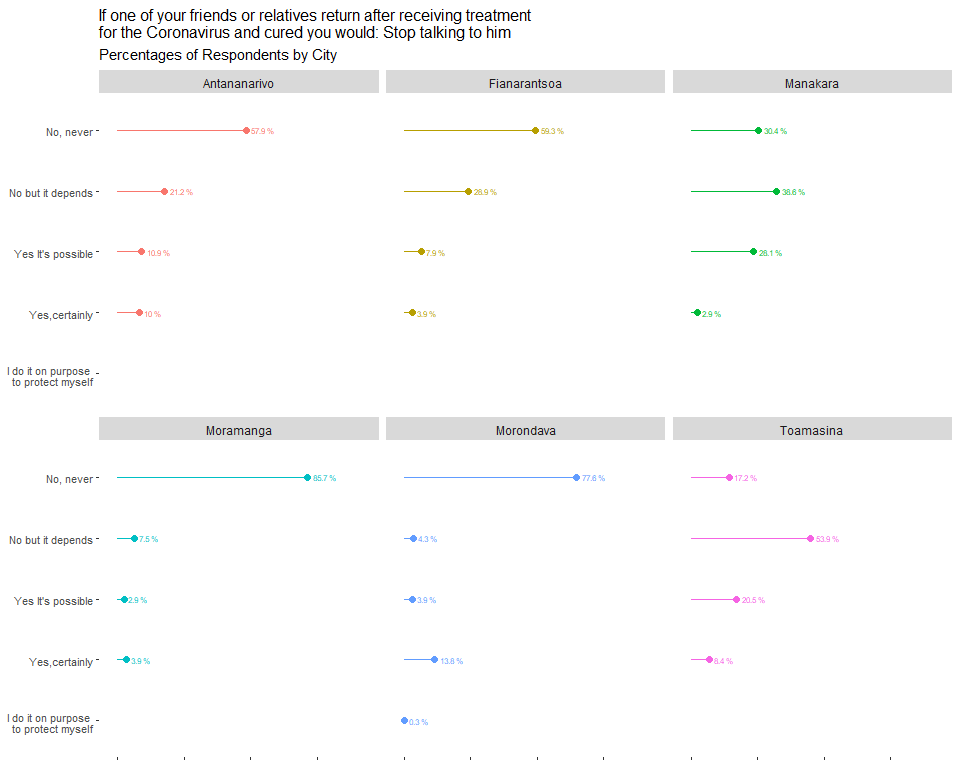 If one of your friends or relatives return after receiving treatment
for the Coronavirus and cured you would: Stop talking to him
Percentages of Respondents by City
Antananarivo Fianarantsoa Manakara
No, never 57.9 % 59.3 % 30.4 %
No but it depends 21.2 % 28.9 % 38.6 %
Yes It's possible 10.9 % 7.9 % 28.1 %
Yes,certainly 10 % 3.9 % 2.9 %
I do it on purpose
to protect myself
Moramanga Morondava Toamasina
No, never 85.7 % 77.6 % 17.2 %
No but it depends 7.5 % 4.3 % 53.9 %
Yes It's possible 2.9 % 3.9 % 20.5 %
Yes,certainly 3.9 % 13.8 % 8.4 %
I do it on purpose 0.3 %
to protect myself